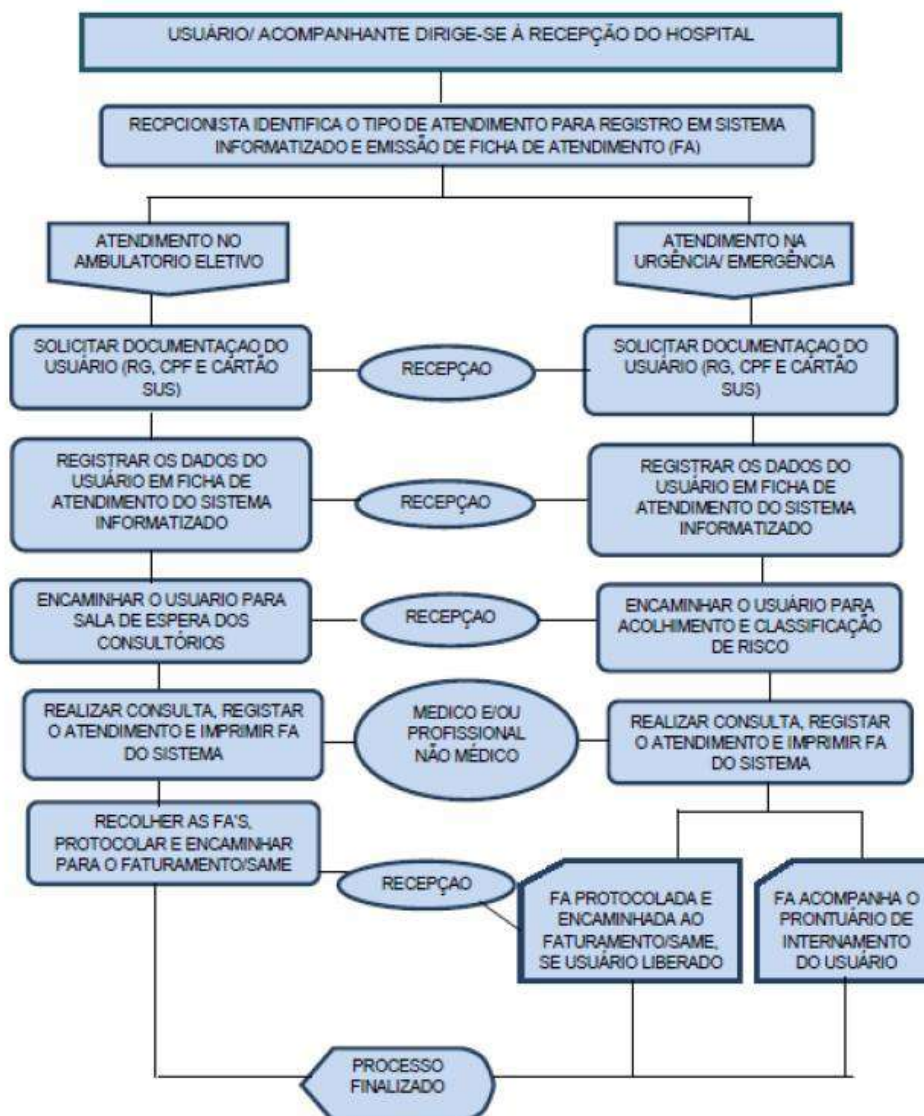 USUÁRIO/ ACOMPANHANTE DIRIGE-SE À RECEPÇÃO DO HOSPITAL
RECPCIONISTA IDENTIFICA O TIPO DE ATENDIMENTO PARA REGISTRO EM SISTEMA
INFORMATIZADO E EMISSÃO DE FICHA DE ATENDIMENTO (FA)
ATENDIMENTO NO
AMBULATORIO ELETIVO
ATENDIMENTO NA
URGÊNCIA/ EMERGÊNCIA
SOLICITAR DOCUMENTAÇAO DO
USUÁRIO (RG, CPF E CARTÃO
SUS)
RECEPÇAO
SOLICITAR DOCUMENTAÇAO DO
USUÁRIO (RG, CPF E CARTÃO
SUS)
REGISTRAR OS DADOS DO
USUÁRIO EM FICHA DE
ATENDIMENTO DO SISTEMA
INFORMATIZADO
RECEPÇAO
REGISTRAR OS DADOS DO
USUÁRIO EM FICHA DE
ATENDIMENTO DO SISTEMA
INFORMATIZADO
ENCAMINHAR O USUARIO PARA
SALA DE ESPERA DOS
CONSULTÓRIOS
RECEPÇAO
ENCAMINHAR O USUÁRIO PARA
ACOLHIMENTO E CLASSIFICAÇÃO
DE RISCO
REALIZAR CONSULTA, REGISTAR
O ATENDIMENTO E IMPRIMIR FA
DO SISTEMA
MEDICO E/OU
PROFISSIONAL
NÃO MÉDICO
REALIZAR CONSULTA, REGISTAR
O ATENDIMENTO E IMPRIMIR FA
DO SISTEMA
RECOLHER AS FA'S,
PROTOCOLAR E ENCAMINHAR
PARA O FATURAMENTO/SAME
RECEPÇAO
FA PROTOCOLADA E
ENCAMINHADA AO
FATURAMENTO/SAME,
SE USUÁRIO LIBERADO
FA ACOMPANHA O
PRONTUÁRIO DE
INTERNAMENTO
DO USUÁRIO
PROCESSO
FINALIZADO